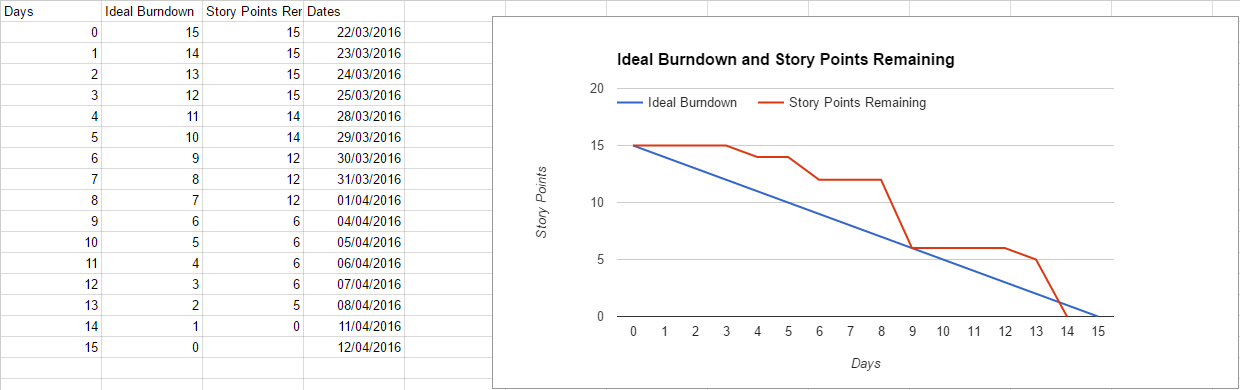 Days Ideal Burndown Story Points Rer Dates
0 15 15 22/03/2016
1 14 15 23/03/2016
2 13 15 24/03/2016
3 12 15 25/03/2016
4 11 14 28/03/2016
5 10 14 29/03/2016
6 9 12 30/03/2016
7 8 12 31/03/2016
8 7 12 01/04/2016
9 6 6 04/04/2016
10 5 6 05/04/2016
11 4 6 06/04/2016
12 3 6 07/04/2016
13 2 5 08/04/2016
14 1 0 11/04/2016
15 0 12/04/2016
Ideal Burndown and Story Points Remaining
Ideal Burndown Story Points Remaining
Story Points
20
15
10
5
0
0 1 2 3 4 5 6 7 8 9 10 11 12 13 14 15
Days